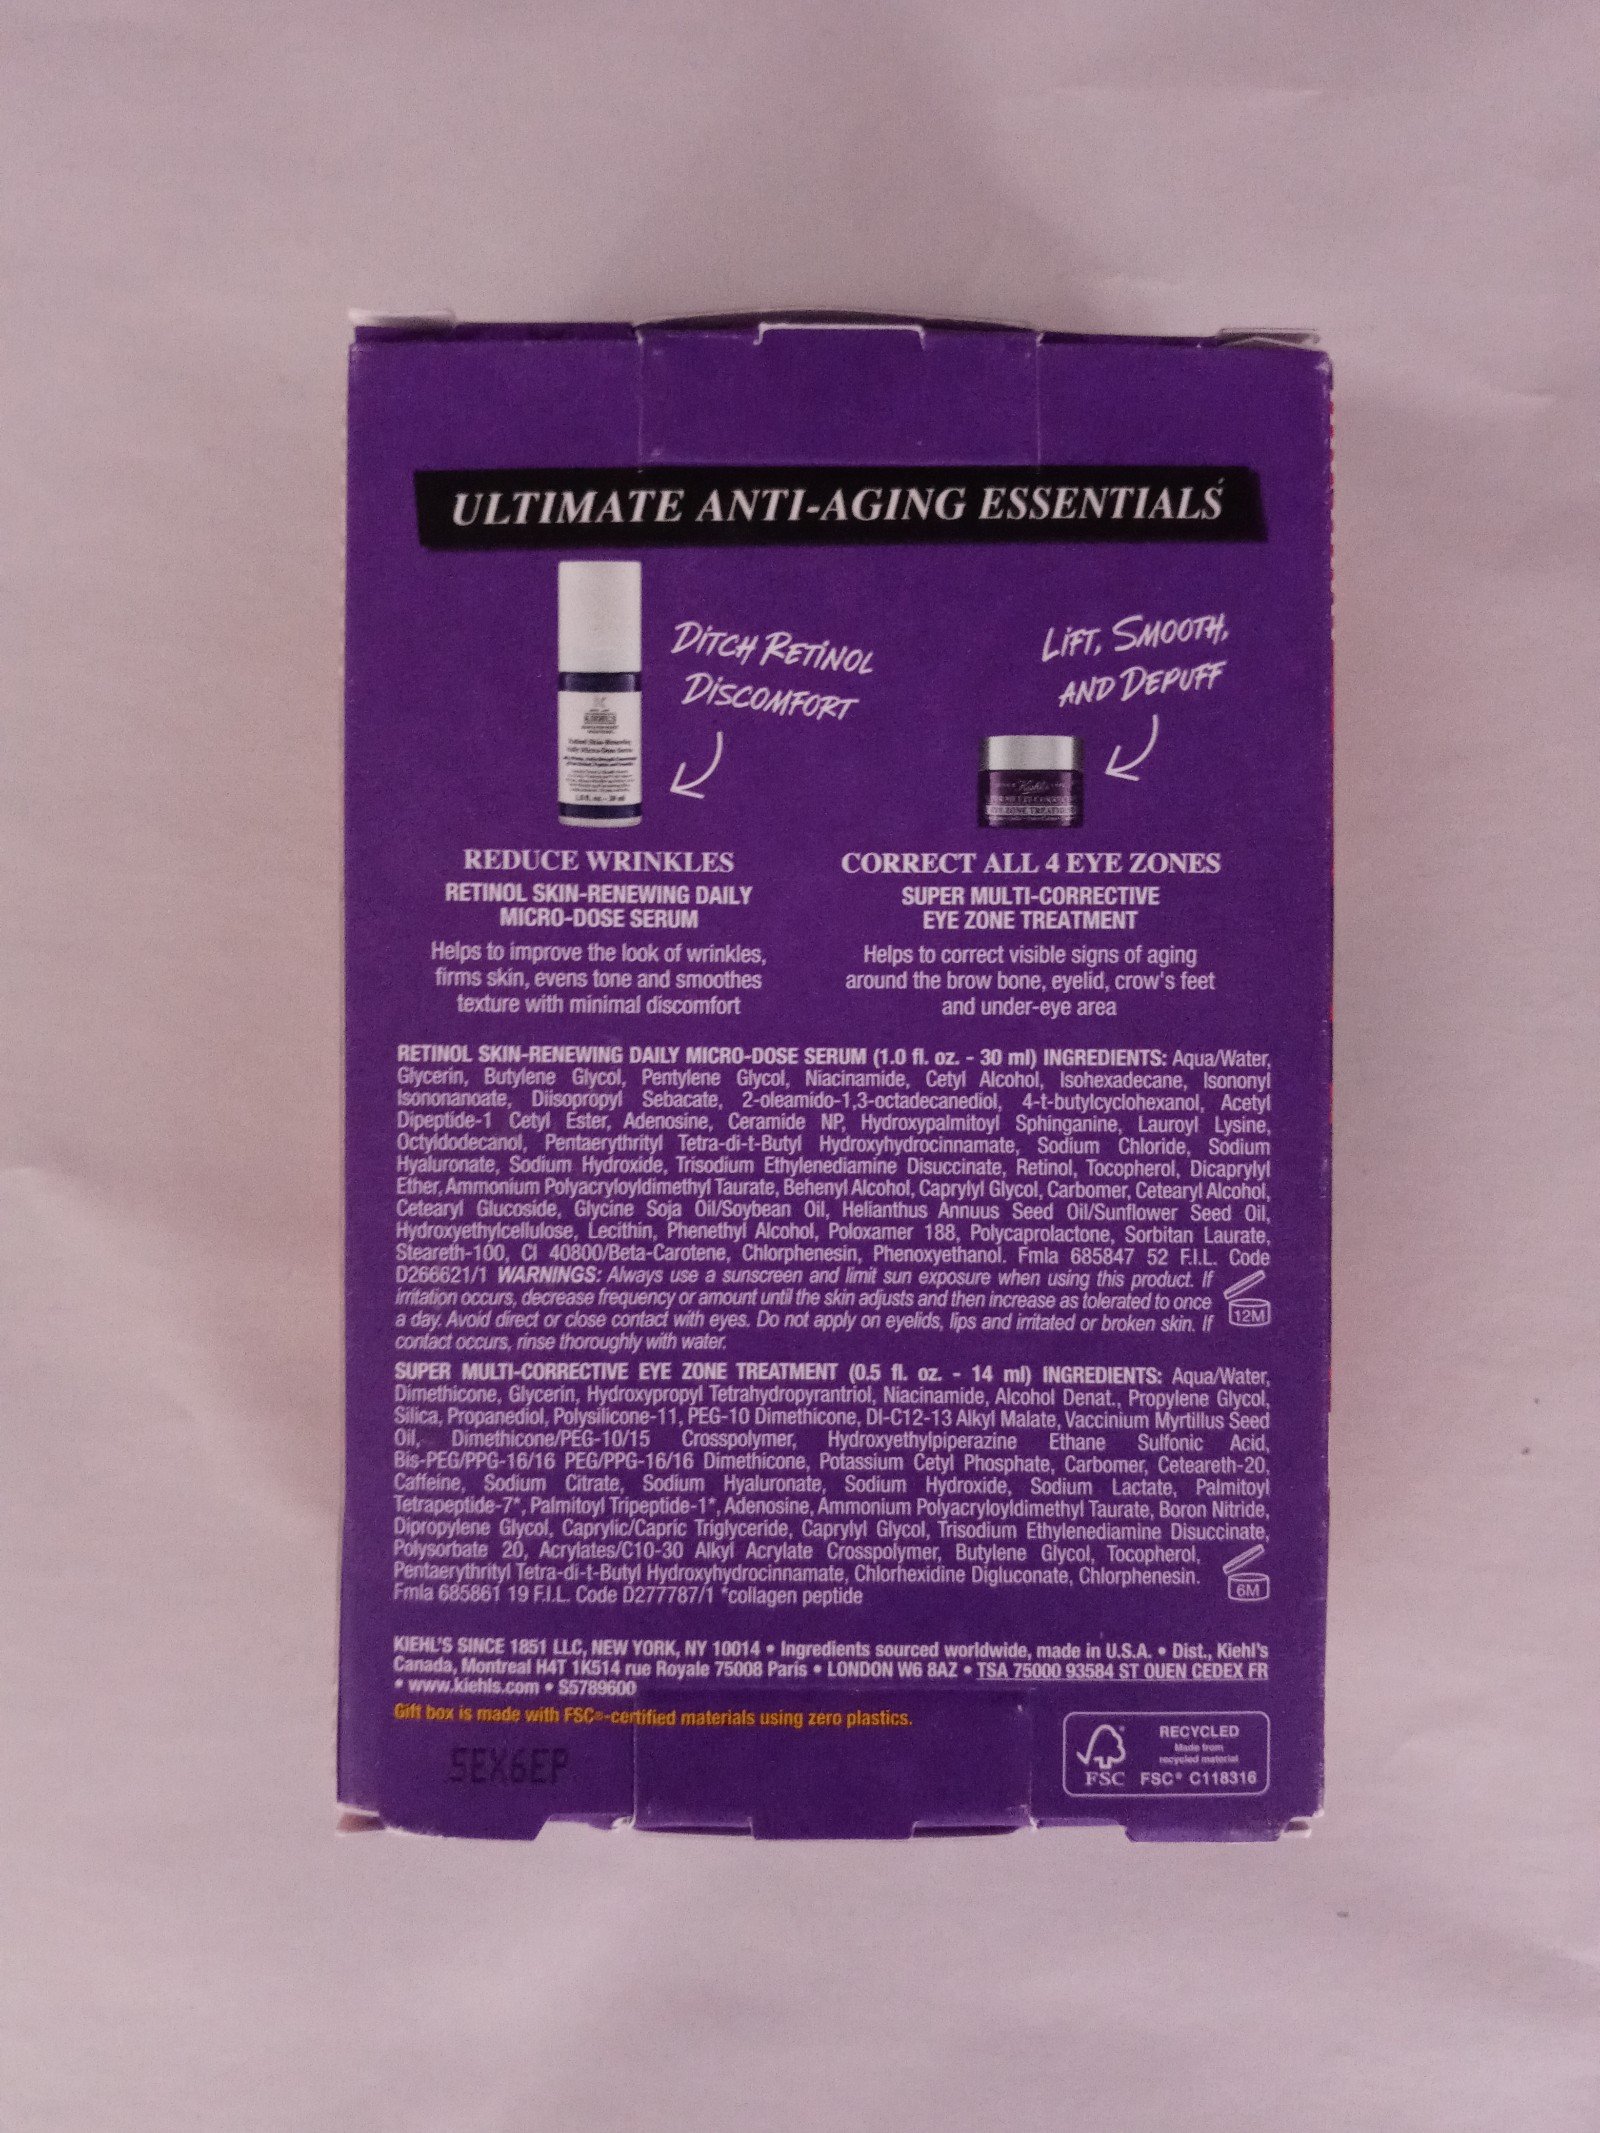 ULTIMATE ANTI-AGING ESSENTIALS
DITCH RETINOL
DISCOMFORT
LIFT, SMOOTH,
AND DEPUFF
REDUCE WRINKLES
RETINOL SKIN-RENEWING DAILY
MICRO-DOSE SERUM
Helps to improve the look of wrinkles,
firms skin, evens tone and smoothes
texture with minimal discomfort
CORRECT ALL 4 EYE ZONES
SUPER MULTI-CORRECTIVE
EYE ZONE TREATMENT
Helps to correct visible signs of aging
around the brow bone, eyelid, crow's feet
and under-eye area
RETINOL SKIN-RENEWING DAILY MICRO-DOSE SERUM (1.0 fl. oz. - 30 ml) INGREDIENTS: Aqua/Water,
Glycerin, Butylene Glycol, Pentylene Glycol, Niacinamide, Cetyl Alcohol, Isohexadecane, Isononyl
Isononanoate, Diisopropyl Sebacate, 2-oleamido-1,3-octadecanediol, 4-t-butylcyclohexanol, Acetyl
Dipeptide-1 Cetyl Ester, Adenosine, Ceramide NP, Hydroxypalmitoyl Sphinganine, Lauroyl Lysine,
Octyldodecanol, Pentaerythrityl Tetra-di-t-Butyl Hydroxyhydrocinnamate, Sodium Chloride, Sodium
Hyaluronate, Sodium Hydroxide, Trisodium Ethylenediamine Disuccinate, Retinol, Tocopherol, Dicaprylyl
Ether, Ammonium Polyacryloyldimethyl Taurate, Behenyl Alcohol, Caprylyl Glycol, Carbomer, Cetearyl Alcohol,
Cetearyl Glucoside, Glycine Soja Oil/Soybean Oil, Helianthus Annuus Seed Oil/Sunflower Seed Oil,
Hydroxyethylcellulose, Lecithin, Phenethyl Alcohol, Poloxamer 188, Polycaprolactone, Sorbitan Laurate,
Steareth-100, CI 40800/Beta-Carotene, Chlorphenesin, Phenoxyethanol. Fmla 685847 52 F.I.L. Code
D266621/1 WARNINGS: Always use a sunscreen and limit sun exposure when using this product. If
irritation occurs, decrease frequency or amount until the skin adjusts and then increase as tolerated to once
a day. Avoid direct or close contact with eyes. Do not apply on eyelids, lips and irritated or broken skin. If
contact occurs, rinse thoroughly with water.
12M
SUPER MULTI-CORRECTIVE EYE ZONE TREATMENT (0.5 fl. oz. - 14 ml) INGREDIENTS: Aqua/Water,
Dimethicone, Glycerin, Hydroxypropyl Tetrahydropyrantriol, Niacinamide, Alcohol Denat., Propylene Glycol,
Silica, Propanediol, Polysilicone-11, PEG-10 Dimethicone, DI-C12-13 Alkyl Malate, Vaccinium Myrtillus Seed
Oil, Dimethicone/PEG-10/15 Crosspolymer, Hydroxyethylpiperazine Ethane Sulfonic Acid,
Bis-PEG/PPG-16/16 PEG/PPG-16/16 Dimethicone, Potassium Cetyl Phosphate, Carbomer, Ceteareth-20,
Caffeine, Sodium Citrate, Sodium Hyaluronate, Sodium Hydroxide, Sodium Lactate, Palmitoyl
Tetrapeptide-7*, Palmitoyl Tripeptide-1*, Adenosine, Ammonium Polyacryloyldimethyl Taurate, Boron Nitride,
Dipropylene Glycol, Caprylic/Capric Triglyceride, Caprylyl Glycol, Trisodium Ethylenediamine Disuccinate,
Polysorbate 20, Acrylates/C10-30 Alkyl Acrylate Crosspolymer, Butylene Glycol, Tocopherol,
Pentaerythrityl Tetra-di-t-Butyl Hydroxyhydrocinnamate, Chlorhexidine Digluconate, Chlorphenesin.
Fmla 685861 19 F.I.L. Code D277787/1 *collagen peptide
6M
KIEHL'S SINCE 1851 LLC, NEW YORK, NY 10014 • Ingredients sourced worldwide, made in U.S.A. • Dist., Kiehl's
Canada, Montreal H4T 1K514 rue Royale 75008 Paris • LONDON W6 8AZ • TSA 75000 93584 ST OUEN CEDEX FR
• www.kiehls.com • S5789600
Gift box is made with FSC®-certified materials using zero plastics.
5EX6EP
RECYCLED
Made from
recycled material
FSC FSC® C118316